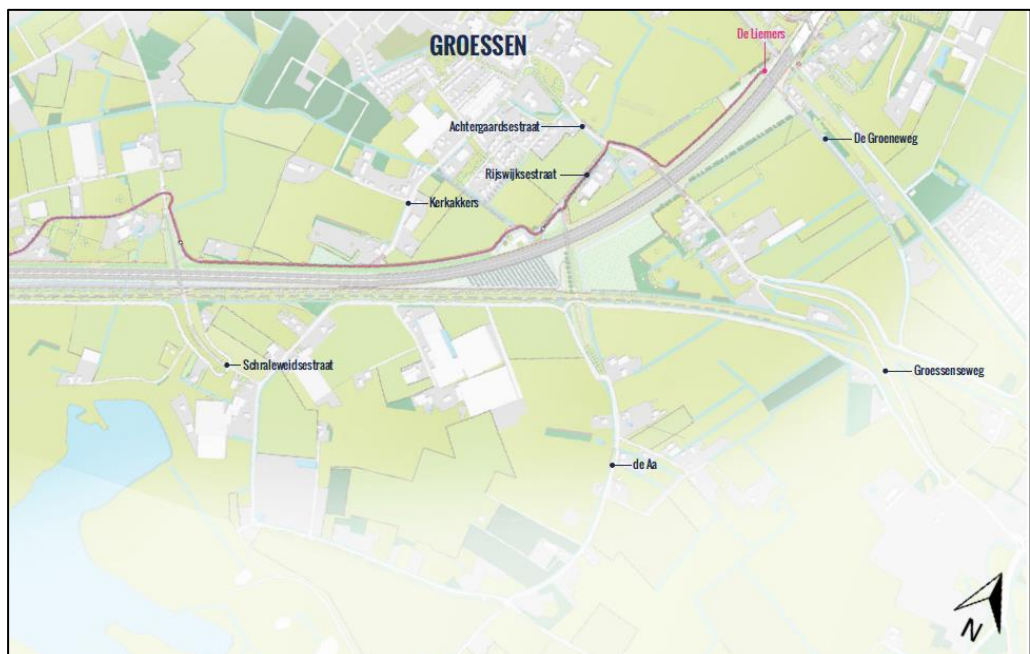 De Liemers
GROESSEN
Achtergaardsestraat
De Groeneweg
Rijswijksestraat
Kerkakkers
Schraleweidsestraat
Groessenseweg
de Aa
N